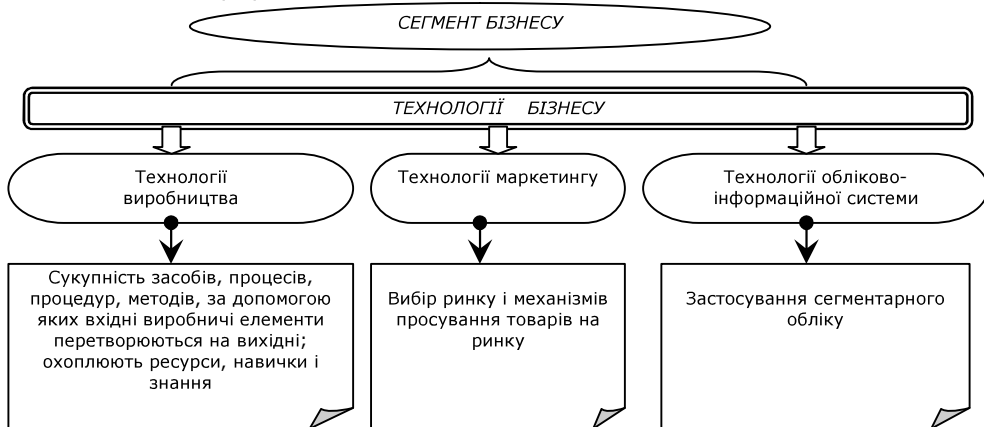 СЕГМЕНТ БІЗНЕСУ
ТЕХНОЛОГІЇ БІЗНЕСУ
Технології
виробництва
Технології маркетингу
Технології обліково-
інформаційної системи
Сукупність засобів, процесів,
процедур, методів, за допомогою
яких вхідні виробничі елементи
перетворюються на вихідні;
охоплюють ресурси, навички і
знання
Вибір ринку і механізмів
просування товарів на
ринку
Застосування сегментарного
обліку